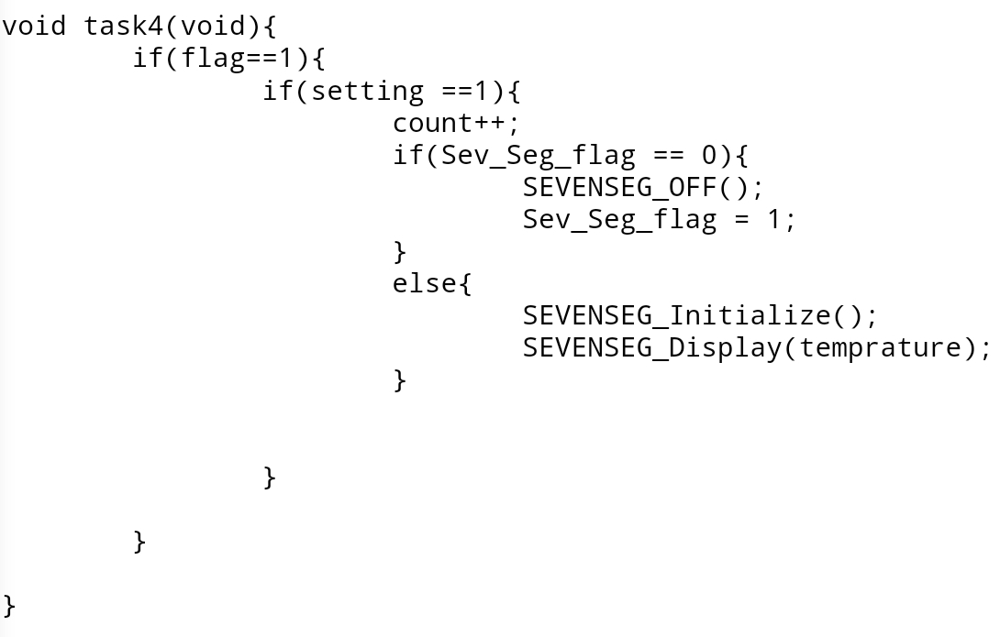 void task4(void){
if(flag==1){
if(setting ==1){
count++;
if(Sev_Seg_flag == 0){
SEVENSEG_OFF();
Sev_Seg_flag = 1;
}
else{
SEVENSEG_Initialize();
SEVENSEG_Display(temprature);
}
}
}
}